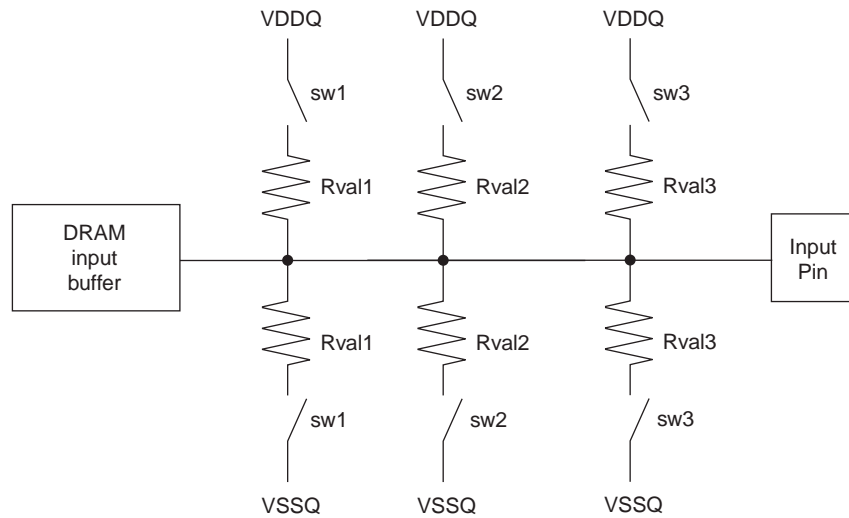 VDDQ VDDQ VDDQ
sw1 sw2 sw3
Rval1 Rval2 Rval3
DRAM
input
buffer
Input
Pin
Rval1 Rval2 Rval3
sw1 sw2 sw3
VSSQ VSSQ VSSQ